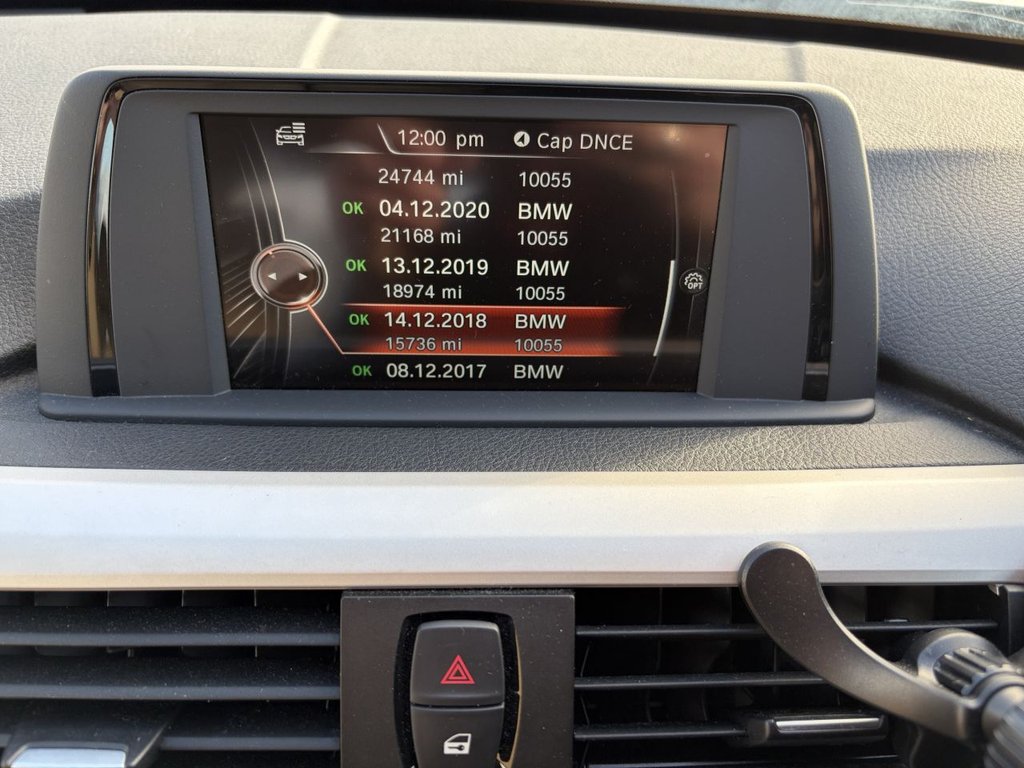 12:00 pm Cap DNCE
24744 mi 10055
OK 04.12.2020 BMW
21168 mi 10055
OK 13.12.2019 BMW
18974 mi 10055
OPT
OK 14.12.2018 BMW
15736 mi 10055
OK 08.12.2017 BMW